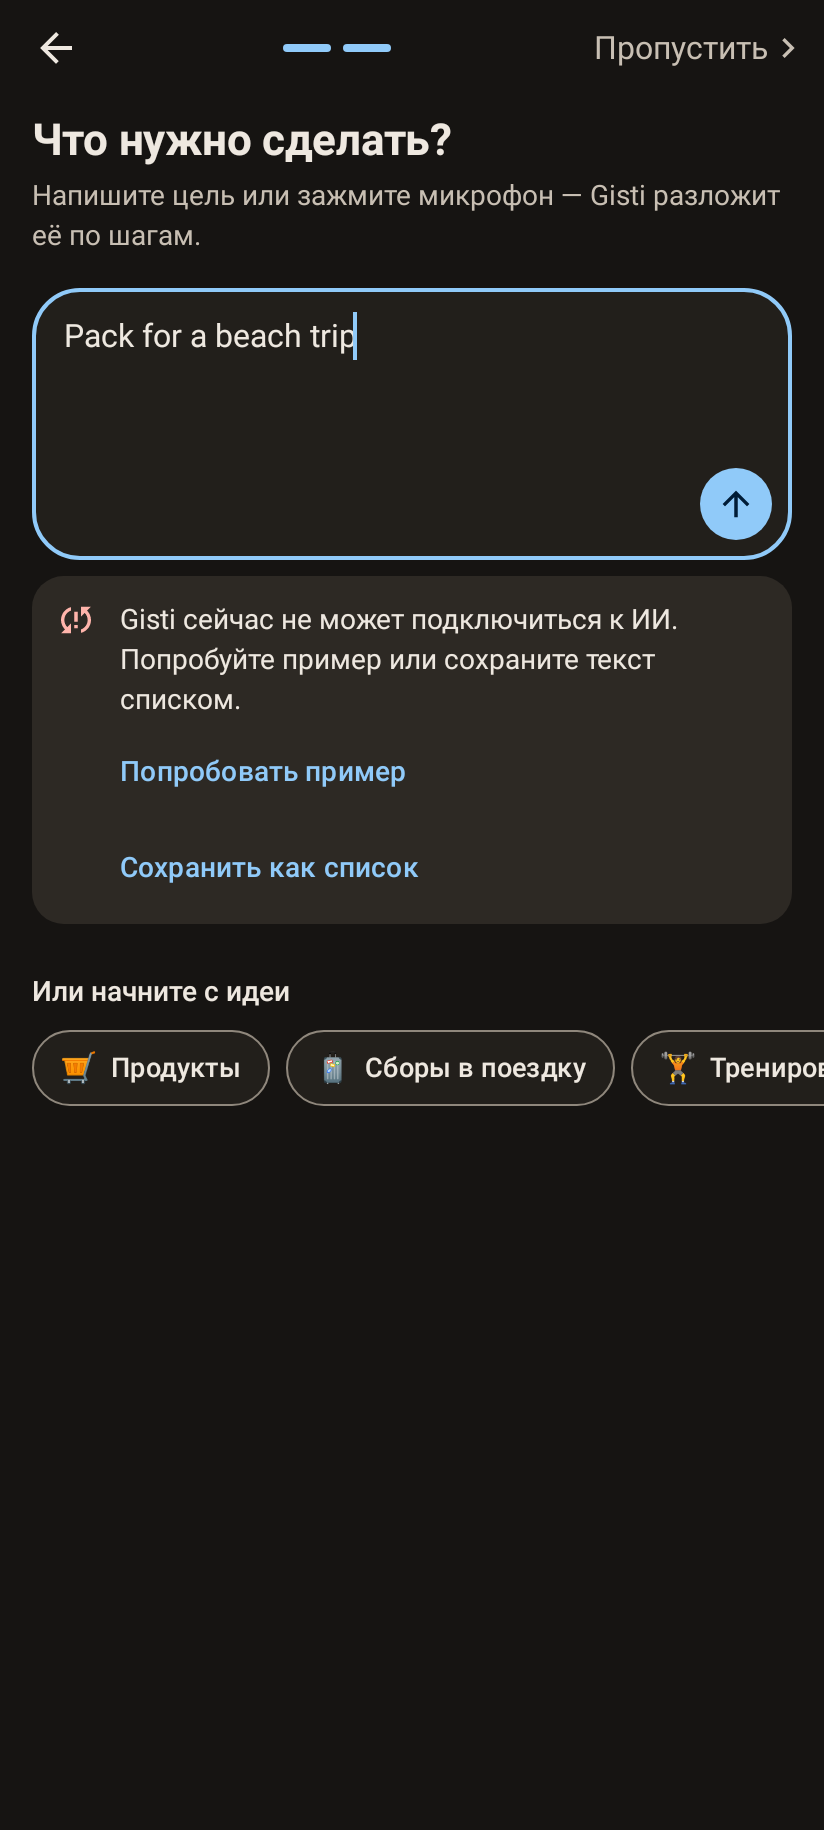 Пропустить
Что нужно сделать?
Напишите цель или зажмите микрофон — Gisti разложит
её по шагам.
Pack for a beach trip
Gisti сейчас не может подключиться к ИИ.
Попробуйте пример или сохраните текст
списком.
Попробовать пример
Сохранить как список
Или начните с идеи
Продукты
Сборы в поездку
Трениров